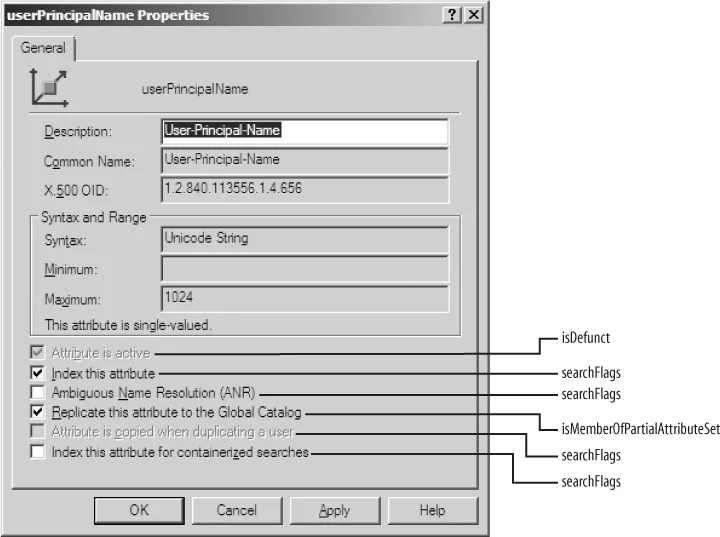 userPrincipalName Properties
General
userPrincipalName
Description: User-Principal-Name
Common Name: User-Principal-Name
X.500 OID: 1.2.840.113556.1.4.656
Syntax and Range
Syntax: Unicode String
Minimum:
Maximum: 1024
This attribute is single-valued.
Attribute is active isDefunct
Index this attribute searchFlags
Ambiguous Name Resolution (ANR) searchFlags
Replicate this attribute to the Global Catalog isMemberOfPartialAttributeSet
Attribute is copied when duplicating a user searchFlags
Index this attribute for containerized searches searchFlags
OK Cancel Apply Help